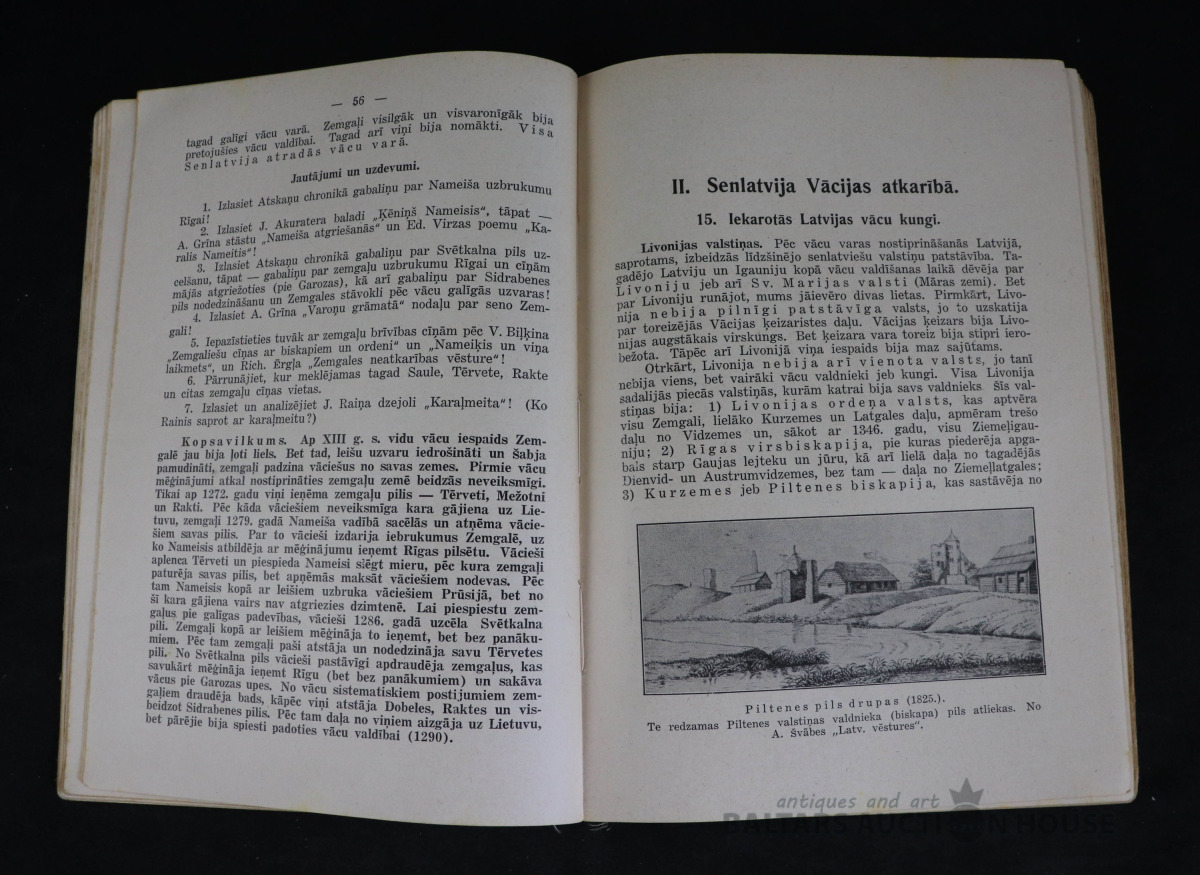 — 56 —
tagad galīgi vācu varā. Zemgaļi visilgāk un visvaronīgāk bija
pretojušies vācu valdībai. Tagad arī viņi bija nomākti. Visa
Senlatvija atradās vācu varā.
Jautājumi un uzdevumi.
1. Izlasiet Atskaņu chronikā gabaliņu par Nameiša uzbrukumu
Rīgai!
2. Izlasiet J. Akuratera baladi „Ķēniņš Nameisis“, tāpat —
A. Grīna stāstu „Nameiša atgriešanās“ un Ed. Virzas poemu „Ka-
ralis Nameitis“!
3. Izlasiet Atskaņu chronikā gabaliņu par Svētkalna pils uz-
celšanu, tāpat — gabaliņu par zemgaļu uzbrukumu Rīgai un cīņām
mājās atgriežoties (pie Garozas), kā arī gabaliņu par Sidrabenes
pils nodedzināšanu un Zemgales stāvokli pēc vācu galīgās uzvaras!
4. Izlasiet A. Grīna „Varoņu grāmatā“ nodaļu par seno Zem-
gali!
5. Iepazīstieties tuvāk ar zemgaļu brīvības cīņām pēc V. Biļķina
„Zemgaliešu cīņas ar biskapiem un ordeni“ un „Nameiķis un viņa
laikmets“, un Rich. Ērgļa „Zemgales neatkarības vēsture“!
6. Pārrunājiet, kur meklējamas tagad Saule, Tērvete, Rakte
un citas zemgaļu cīņas vietas.
7. Izlasiet un analizējiet J. Raiņa dzejoli „Karaļmeita“! (Ko
Rainis saprot ar karaļmeitu?)
Kopsavilkums. Ap XIII g. s. vidu vācu iespaids Zem-
galē jau bija ļoti liels. Bet tad, leišu uzvaru iedrošināti un šabja
pamudināti, zemgaļi padzina vāciešus no savas zemes. Pirmie vācu
mēģinājumi atkal nostiprināties zemgaļu zemē beidzās neveiksmīgi.
Tikai ap 1272. gadu viņi ieņēma zemgaļu pilis — Tērveti, Mežotni
un Rakti. Pēc kāda vāciešiem neveiksmīga kara gājiena uz Lie-
tuvu, zemgaļi 1279. gadā Nameiša vadībā sacēlās un atņēma vācie-
šiem savas pilis. Par to vācieši izdarija iebrukumus Zemgalē, uz
ko Nameisis atbildēja ar mēģinājumu ieņemt Rīgas pilsētu. Vācieši
aplenca Tērveti un piespieda Nameisi slēgt mieru, pēc kura zemgaļi
paturēja savas pilis, bet apņēmās maksāt vāciešiem nodevas. Pēc
tam Nameisis kopā ar leišiem uzbruka vāciešiem Prūsijā, bet no
šī kara gājiena vairs nav atgriezies dzimtenē. Lai piespiestu zem-
gaļus pie galīgas padevības, vācieši 1286. gadā uzcēla Svētkalna
pili. Zemgaļi kopā ar leišiem mēģināja to ieņemt, bet bez panāku-
miem. Pēc tam zemgaļi paši atstāja un nodedzināja savu Tērvetes
pili. No Svētkalna pils vācieši pastāvīgi apdraudēja zemgaļus, kas
savukārt mēģināja ieņemt Rīgu (bet bez panākumiem) un sakāva
vācus pie Garozas upes. No vācu sistematiskiem postijumiem zem-
gaļiem draudēja bads, kāpēc viņi atstāja Dobeles, Raktes un vis-
beidzot Sidrabenes pilis. Pēc tam daļa no viņiem aizgāja uz Lietuvu,
bet pārējie bija spiesti padoties vācu valdībai (1290).
II. Senlatvija Vācijas atkarībā.
15. Iekarotās Latvijas vācu kungi.
Livonijas valstiņas. Pēc vācu varas nostiprināšanās Latvijā,
saprotams, izbeidzās līdzšinējo senlatviešu valstiņu patstāvība. Ta-
gadējo Latviju un Igauniju kopā vācu valdīšanas laikā dēvēja par
Livoniju jeb arī Sv. Marijas valsti (Māras zemi). Bet
par Livoniju runājot, mums jāievēro divas lietas. Pirmkārt, Livo-
nija nebija pilnīgi patstāvīga valsts, jo to uzskatija
par toreizējās Vācijas ķeizaristes daļu. Vācijas ķeizars bija Livo-
nijas augstākais virskungs. Bet ķeizara vara toreiz bija stipri iero-
bežota. Tāpēc arī Livonijā viņa iespaids bija maz sajūtams.
Otrkārt, Livonija nebija arī vienota valsts, jo tanī
nebija viens, bet vairāki vācu valdnieki jeb kungi. Visa Livonija
sadalijās piecās valstiņās, kurām katrai bija savs valdnieks Šīs val-
stiņas bija: 1) Livonijas ordeņa valsts, kas aptvēra
visu Zemgali, lielāko Kurzemes un Latgales daļu, apmēram trešo
daļu no Vidzemes un, sākot ar 1346. gadu, visu Ziemeļigau-
niju; 2) Rīgas virsbiskapija, pie kuras piederēja apga-
bais starp Gaujas lejteku un jūru, kā arī lielā daļa no tagadējās
Dienvid- un Austrumvidzemes, bez tam — daļa no Ziemeļlatgales;
3) Kurzemes jeb Piltenes biskapija, kas sastāvēja no
Piltenes pils drupas (1825.).
Te redzamas Piltenes valstiņas valdnieka (biskapa) pils atliekas. No
A. Švābes „Latv. vēstures“.
antiques and art
BALTARS AUCTION HOUSE